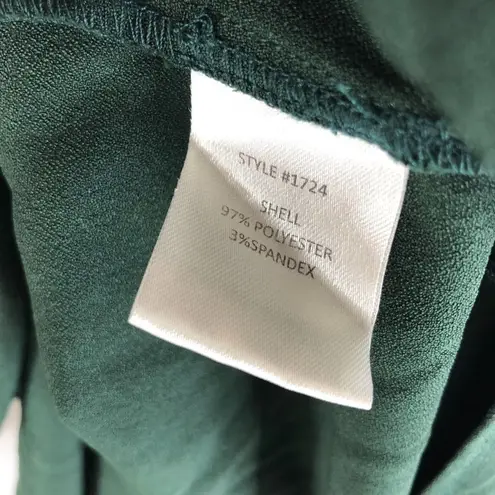 STYLE #1724
SHELL
97% POLYESTER
3%SPANDEX